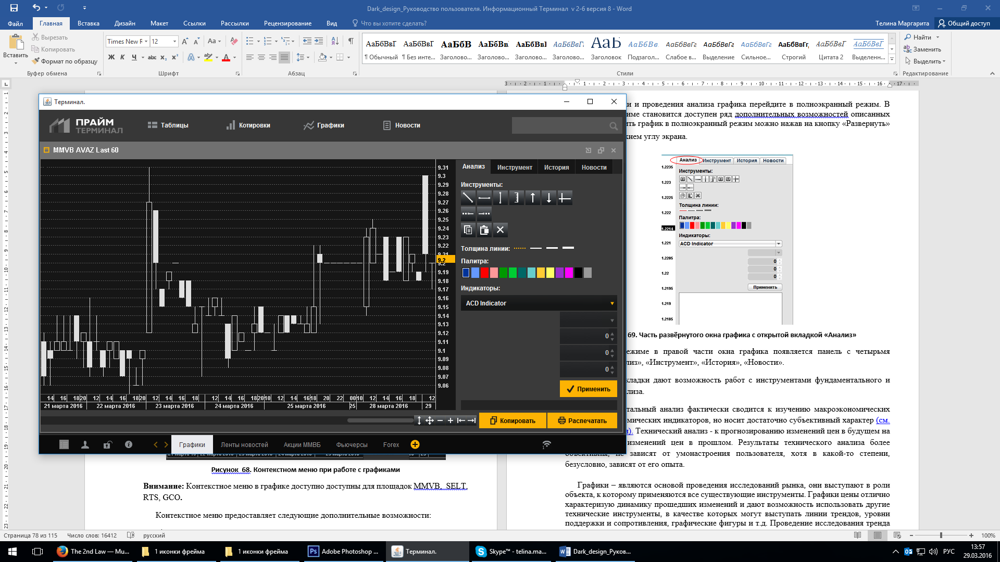 Dark_design_Руководство пользователя. Информационный Терминал v 2-6 версия 8 - Word
Файл Главная Вставка Дизайн Макет Ссылки Рассылки Рецензирование Вид Что вы хотите сделать? Телина Маргарита Общий доступ
Вставить
Вырезать
Копировать
Формат по образцу
Буфер обмена
Times New R 12
Шрифт
Абзац
АаБбВвГ АаБбВвГ АаБбВ АаБбВв АаБбВвI АаБбВвГ АаБ АаБбВв АаБбВвГг АаБбВвГг АаБбВвГг АаБбВвГг, АаБбВвГг АаБбВвГ
¶ Обычный ¶ Без инте... Заголово... Заголово... Заголово... Заголово... Заголовок Подзагол... Слабое в... Выделение Сильное... Строгий Цитата 2 Выделенн...
Стили
Найти
Заменить
Выделить
Редактирование
Терминал.
ПРАЙМ
ТЕРМИНАЛ
Таблицы Котировки Графики Новости
MMVB AVAZ Last 60
9.31
9.3
9.29
9.28
9.27
9.26
9.25
9.24
9.23
9.22
9.21
9.2
9.2
9.19
9.18
9.17
9.16
9.15
9.14
9.13
9.12
9.11
9.1
9.09
9.08
9.07
9.06
14 16 18 20 12 14 16 18 20 12 14 16 18 12 14 16 18 20 10 12 14 16 18 20 22 00 10 12 14 16 18 12
21 марта 2016 22 марта 2016 23 марта 2016 24 марта 2016 25 марта 2016 25 28 марта 2016 29
Анализ Инструмент История Новости
Инструменты:
Толщина линии:
Палитра:
Индикаторы:
ACD Indicator
0
0
0
Применить
Копировать Распечатать
Графики Ленты новостей Акции ММВБ Фьючерсы Forex
Рисунок 68. Контекстном меню при работе с графиками
Внимание: Контекстное меню в графике доступно доступны для площадок MMVB, SELT,
RTS, GCO.
Контекстное меню предоставляет следующие дополнительные возможности:
и проведения анализа графика перейдите в полноэкранный режим. В
становится доступен ряд дополнительных возможностей описанных
график в полноэкранный режим можно нажав на кнопку «Развернуть»
углу экрана.
Анализ Инструмент История Новости
Инструменты:
Толщина линии:
Палитра:
Индикаторы:
ACD Indicator
0
0
0
Применить
1.2235
1.223
1.2225
1.222
1.2214
1.221
1.2205
1.22
1.2195
1.219
1.2185
69. Часть развёрнутого окна графика с открытой вкладкой «Анализ»
в правой части окна графика появляется панель с четырьмя
«Инструмент», «История», «Новости».
дают возможность работ с инструментами фундаментального и
анализ фактически сводится к изучению макроэкономических
индикаторов, но носит достаточно субъективный характер (см.
Технический анализ - к прогнозированию изменений цен в будущем на
изменений цен в прошлом. Результаты технического анализа более
зависят от умонастроения пользователя, хотя в какой-то степени,
безусловно, зависят от его опыта.
Графики – являются основой проведения исследований рынка, они выступают в роли
объекта, к которому применяются все существующие инструменты. Графики цены отлично
характеризую динамику прошедших изменений и дают возможность использовать другие
технические инструменты, в качестве которых могут выступать линии трендов, уровни
поддержки и сопротивления, графические фигуры и т.д. Проведение исследования тренда
Страница 78 из 115 Число слов: 16412 русский 100%
The 2nd Law — Mu... 1 иконки фрейма 1 иконки фрейма Adobe Photoshop ... Терминал. Skype™ - telina.ma... Dark_design_Руков... РУС 13:57
29.03.2016